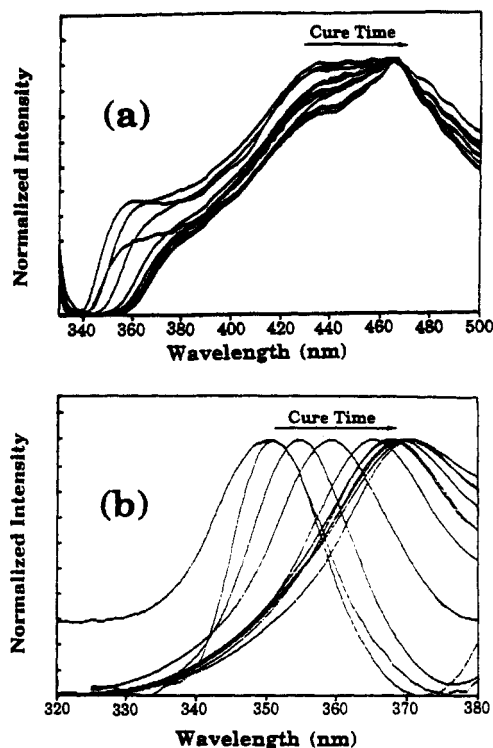 Cure Time
(a)
Normalized Intensity
340 360 400 420 440 460 480 500
Wavelength (nm)
Cure Time
(b)
Normalized Intensity
320 330 340 350 360 370 380
Wavelength (nm)